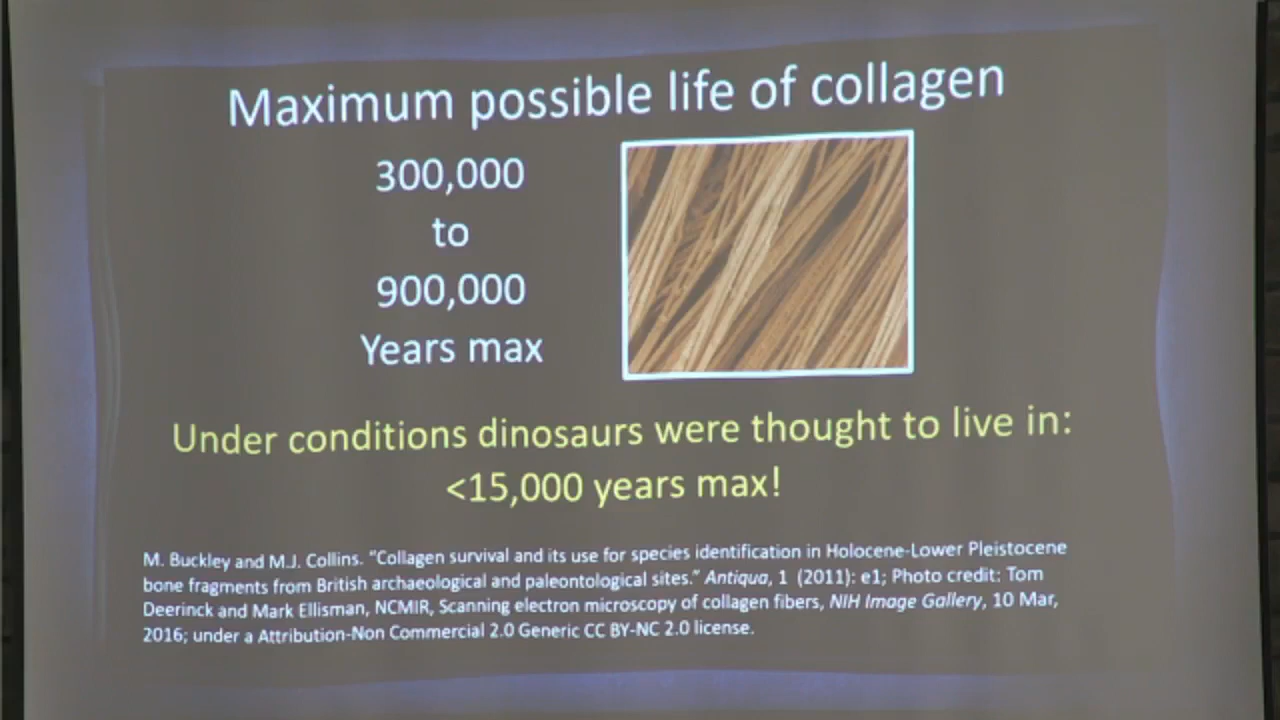 Maximum possible life of collagen
300,000
to
900,000
Years max
Under conditions dinosaurs were thought to live in:
<15,000 years max!
M. Buckley and M.J. Collins. "Collagen survival and its use for species identification in Holocene-Lower Pleistocene
bone fragments from British archaeological and paleontological sites." Antiqua, 1 (2011): e1; Photo credit: Tom
Deerinck and Mark Ellisman, NCMIR, Scanning electron microscopy of collagen fibers, NIH Image Gallery, 10 Mar,
2016; under a Attribution-Non Commercial 2.0 Generic CC BY-NC 2.0 license.